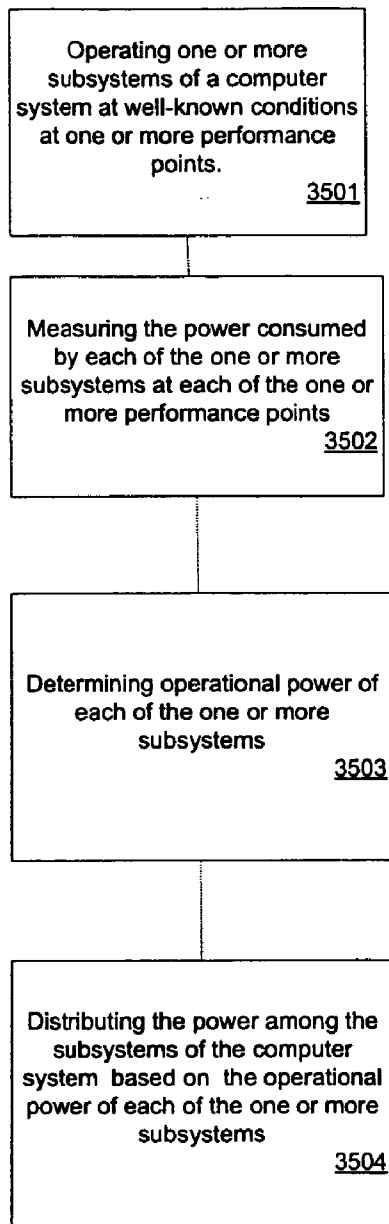 Operating one or more
subsystems of a computer
system at well-known conditions
at one or more performance
points.
3501
Measuring the power consumed
by each of the one or more
subsystems at each of the one or
more performance points
3502
Determining operational power of
each of the one or more
subsystems
3503
Distributing the power among the
subsystems of the computer
system based on the operational
power of each of the one or more
subsystems
3504